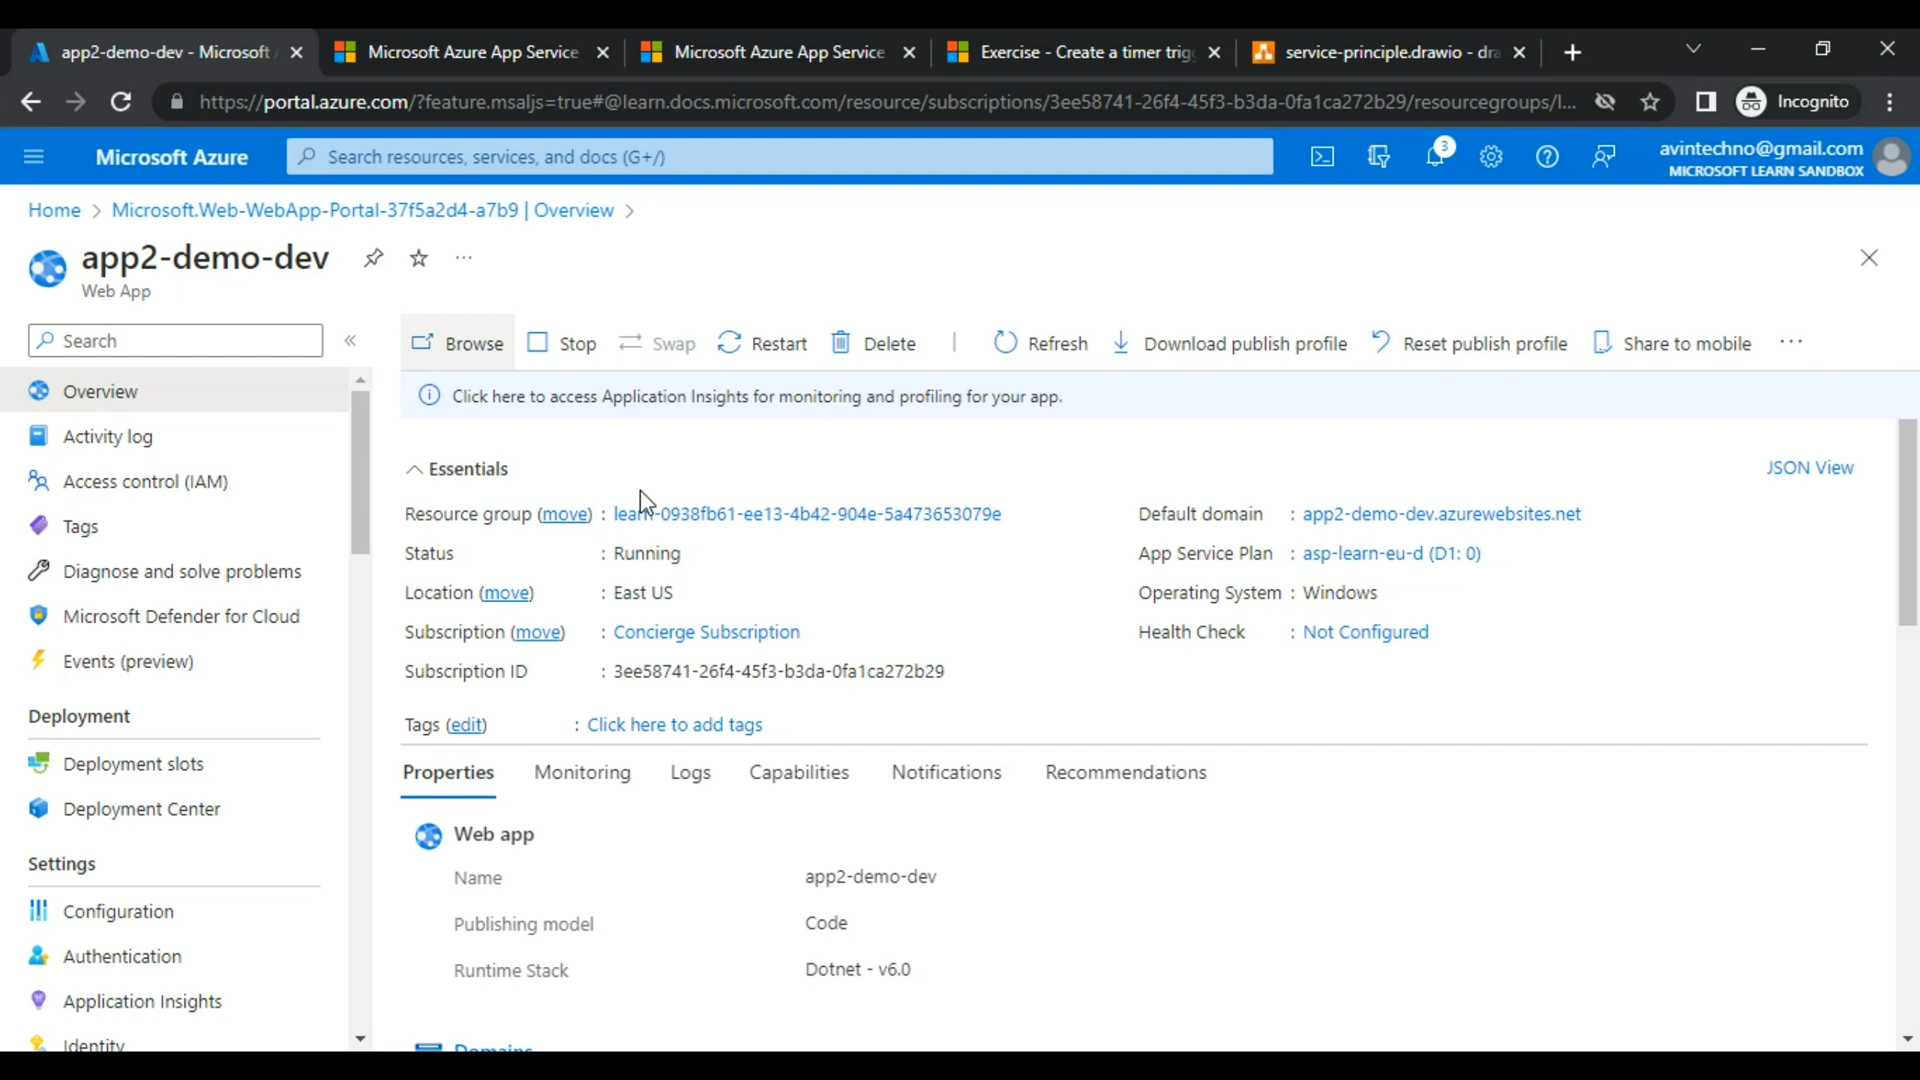 app2-demo-dev - Microsoft
Microsoft Azure App Service
Microsoft Azure App Service
Exercise - Create a timer trig
service-principle.drawio - dra
https://portal.azure.com/?feature.msaljs=true#@learn.docs.microsoft.com/resource/subscriptions/3ee58741-26f4-45f3-b3da-0fa1ca272b29/resourcegroups/l...
Incognito
Microsoft Azure
Search resources, services, and docs (G+/)
3
avintechno@gmail.com
MICROSOFT LEARN SANDBOX
Home > Microsoft.Web-WebApp-Portal-37f5a2d4-a7b9 | Overview >
app2-demo-dev
Web App
Search
Browse
Stop
Swap
Restart
Delete
Refresh
Download publish profile
Reset publish profile
Share to mobile
Click here to access Application Insights for monitoring and profiling for your app.
Overview
Activity log
Access control (IAM)
Tags
Diagnose and solve problems
Microsoft Defender for Cloud
Events (preview)
Deployment
Deployment slots
Deployment Center
Settings
Configuration
Authentication
Application Insights
Identity
Essentials
JSON View
Resource group (move) : learn-0938fb61-ee13-4b42-904e-5a473653079e
Status : Running
Location (move) : East US
Subscription (move) : Concierge Subscription
Subscription ID : 3ee58741-26f4-45f3-b3da-0fa1ca272b29
Default domain : app2-demo-dev.azurewebsites.net
App Service Plan : asp-learn-eu-d (D1: 0)
Operating System : Windows
Health Check : Not Configured
Tags (edit) : Click here to add tags
Properties
Monitoring
Logs
Capabilities
Notifications
Recommendations
Web app
Name app2-demo-dev
Publishing model Code
Runtime Stack Dotnet - v6.0
Domains